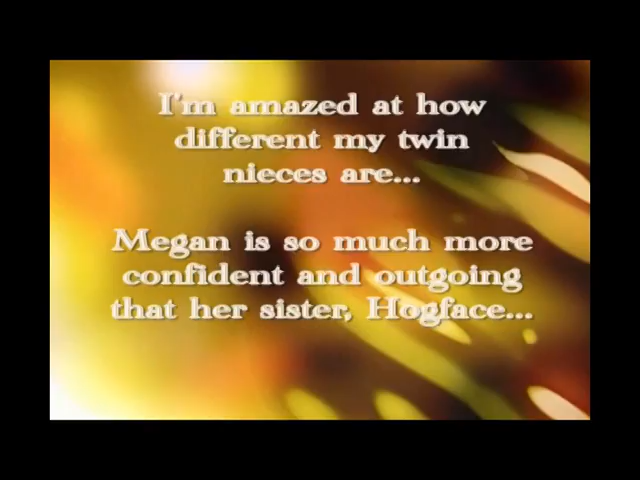 I'm amazed at how
different my twin
nieces are...
Megan is so much more
confident and outgoing
that her sister, Hogface...